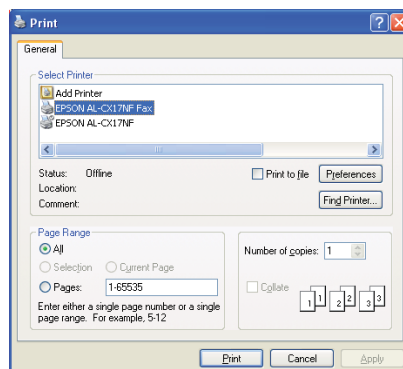 Print
General
Select Printer
Add Printer
EPSON AL-CX17NF Fax
EPSON AL-CX17NF
Status: Offline
Location:
Comment:
Print to file
Preferences
Find Printer...
Page Range
All
Selection Current Page
Pages: 1-65535
Enter either a single page number or a single
page range. For example, 5-12
Number of copies: 1
Collate
1 1 2 2 3 3
Print Cancel Apply